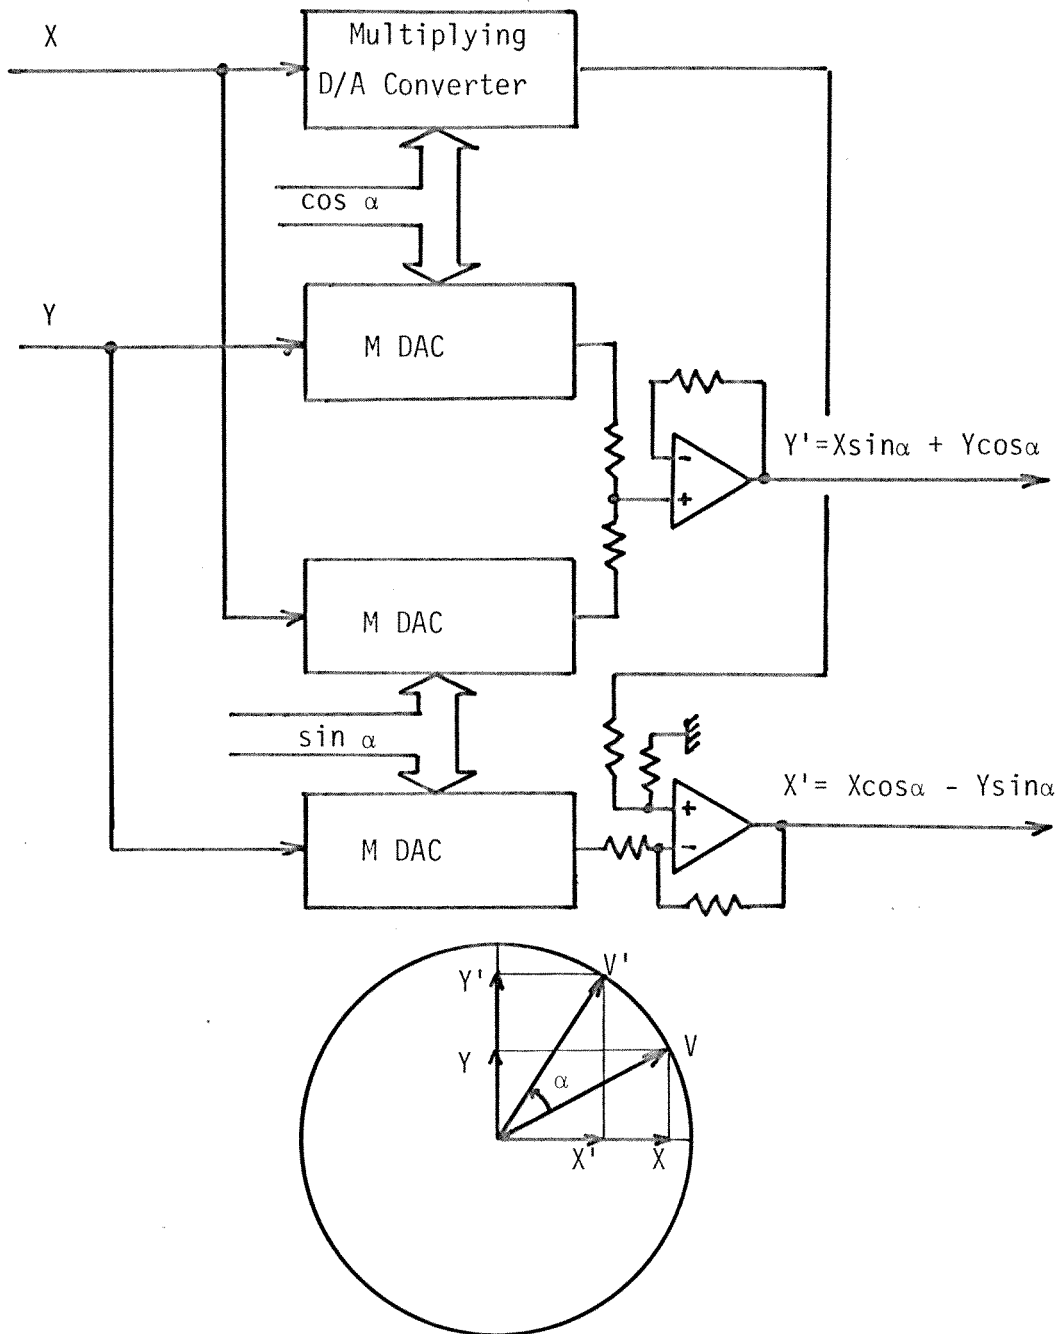 X
Multiplying
D/A Converter
cos α
Y
M DAC
Y'=Xsinα + Ycosα
M DAC
sin α
X'= Xcosα - Ysinα
M DAC
Y'
V'
Y
V
α
X'
X